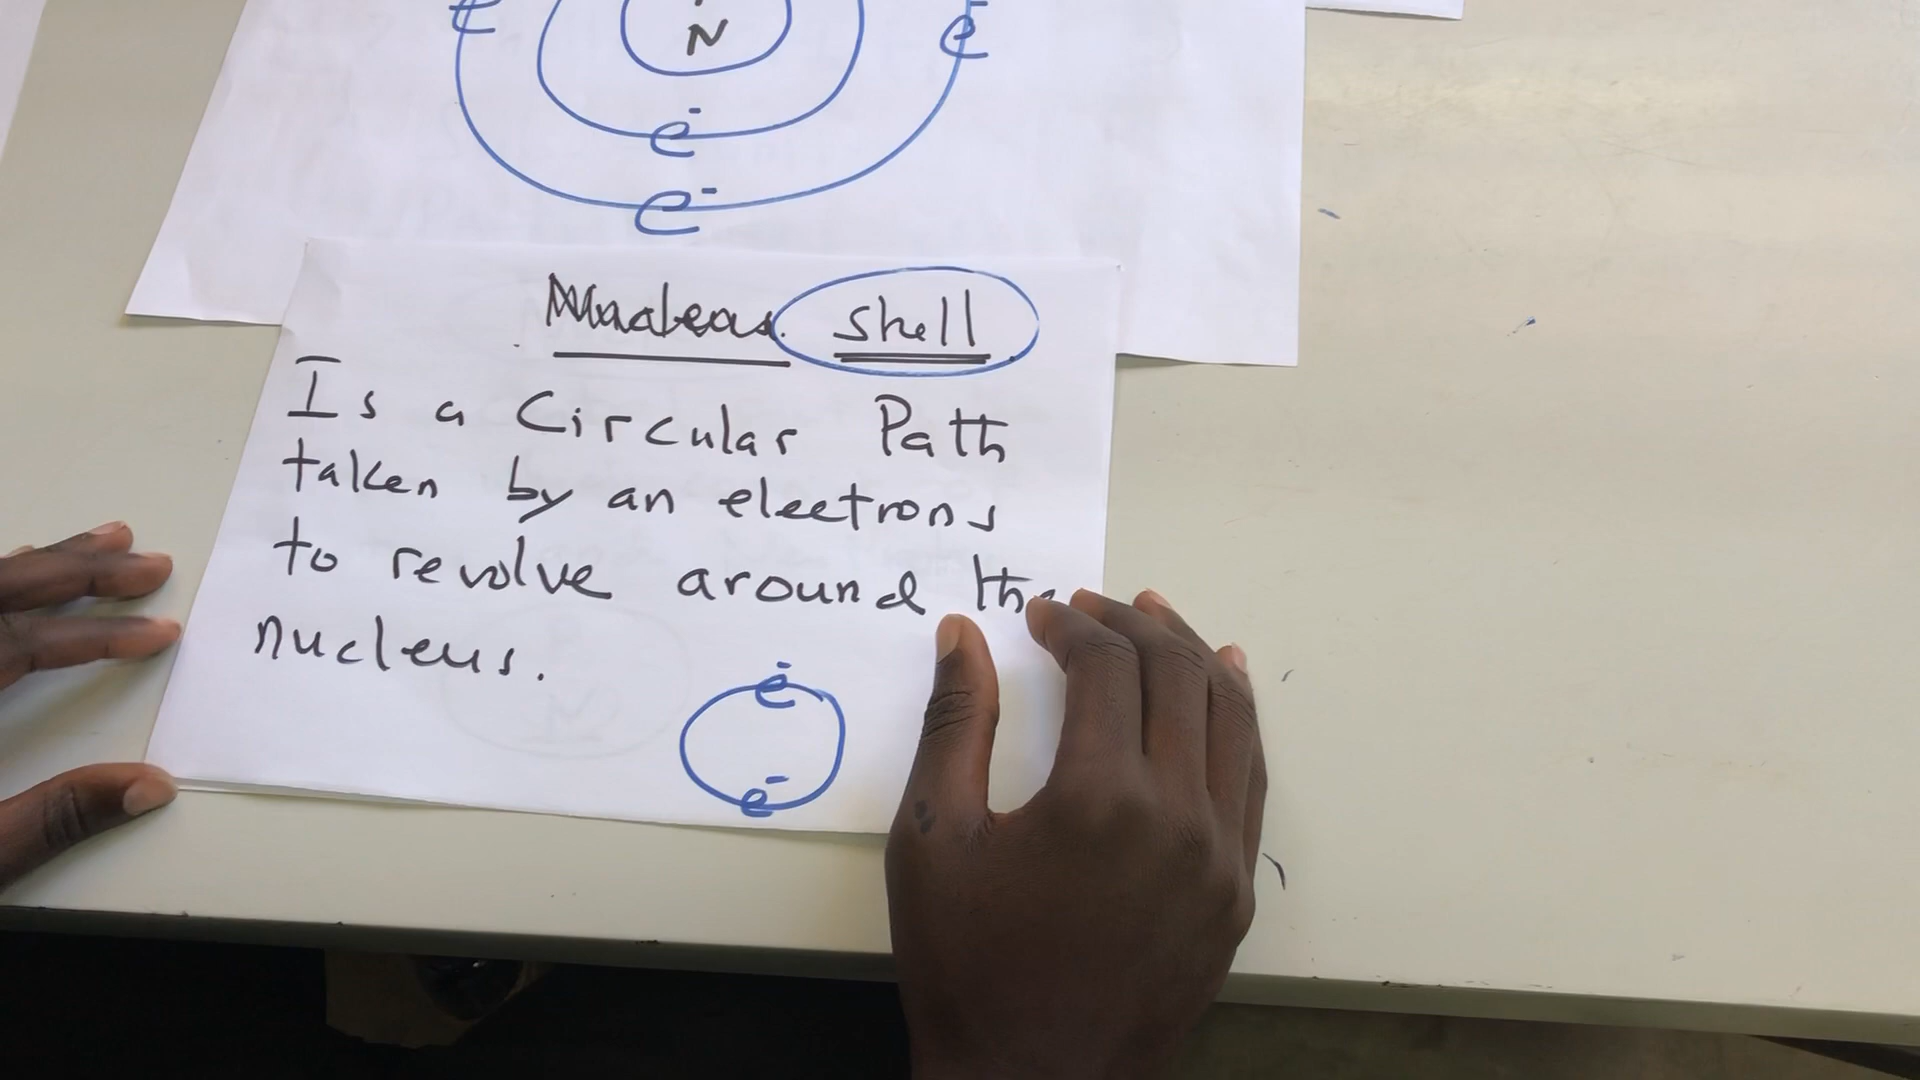 N
e-
e-
e-
e-
shell
Is a Circular Path
taken by an electrons
to revolve around the
nucleus.
e-
e-